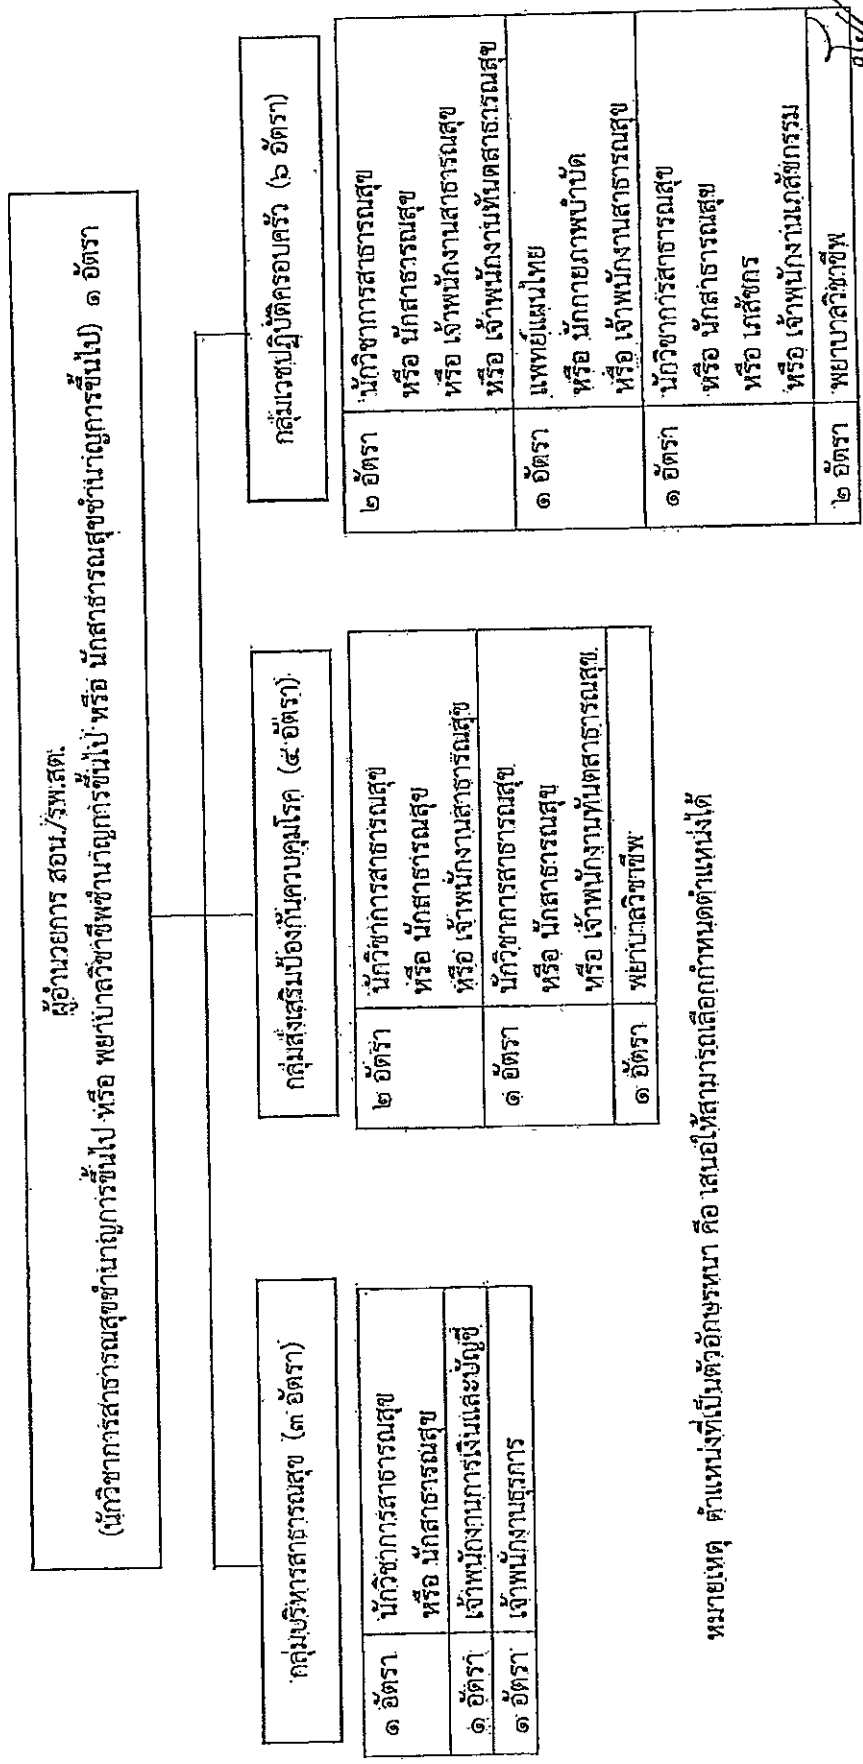 ผู้อำนวยการ สอน./รพ.สต.
(นักวิชาการสาธารณสุขชำนาญการขึ้นไป หรือ พยาบาลวิชาชีพชำนาญการขึ้นไป หรือ นักสาธารณสุขชำนาญการขึ้นไป) ๑ อัตรา
กลุ่มบริหารสาธารณสุข (๓ อัตรา)
๑ อัตรา นักวิชาการสาธารณสุข
หรือ นักสาธารณสุข
๑ อัตรา เจ้าพนักงานการเงินและบัญชี
๑ อัตรา เจ้าพนักงานธุรการ
กลุ่มส่งเสริมป้องกันควบคุมโรค (๔ อัตรา)
๒ อัตรา นักวิชาการสาธารณสุข
หรือ นักสาธารณสุข
หรือ เจ้าพนักงานสาธารณสุข
๑ อัตรา นักวิชาการสาธารณสุข
หรือ นักสาธารณสุข
หรือ เจ้าพนักงานทันตสาธารณสุข
๑ อัตรา พยาบาลวิชาชีพ
กลุ่มเวชปฏิบัติครอบครัว (๖ อัตรา)
๒ อัตรา นักวิชาการสาธารณสุข
หรือ นักสาธารณสุข
หรือ เจ้าพนักงานสาธารณสุข
หรือ เจ้าพนักงานทันตสาธารณสุข
๑ อัตรา แพทย์แผนไทย
หรือ นักกายภาพบำบัด
หรือ เจ้าพนักงานสาธารณสุข
๑ อัตรา นักวิชาการสาธารณสุข
หรือ นักสาธารณสุข
หรือ เภสัชกร
หรือ เจ้าพนักงานเภสัชกรรม
๒ อัตรา พยาบาลวิชาชีพ
หมายเหตุ ตำแหน่งที่เป็นตัวอักษรหนา คือ เสนอให้สามารถเลือกกำหนดตำแหน่งได้